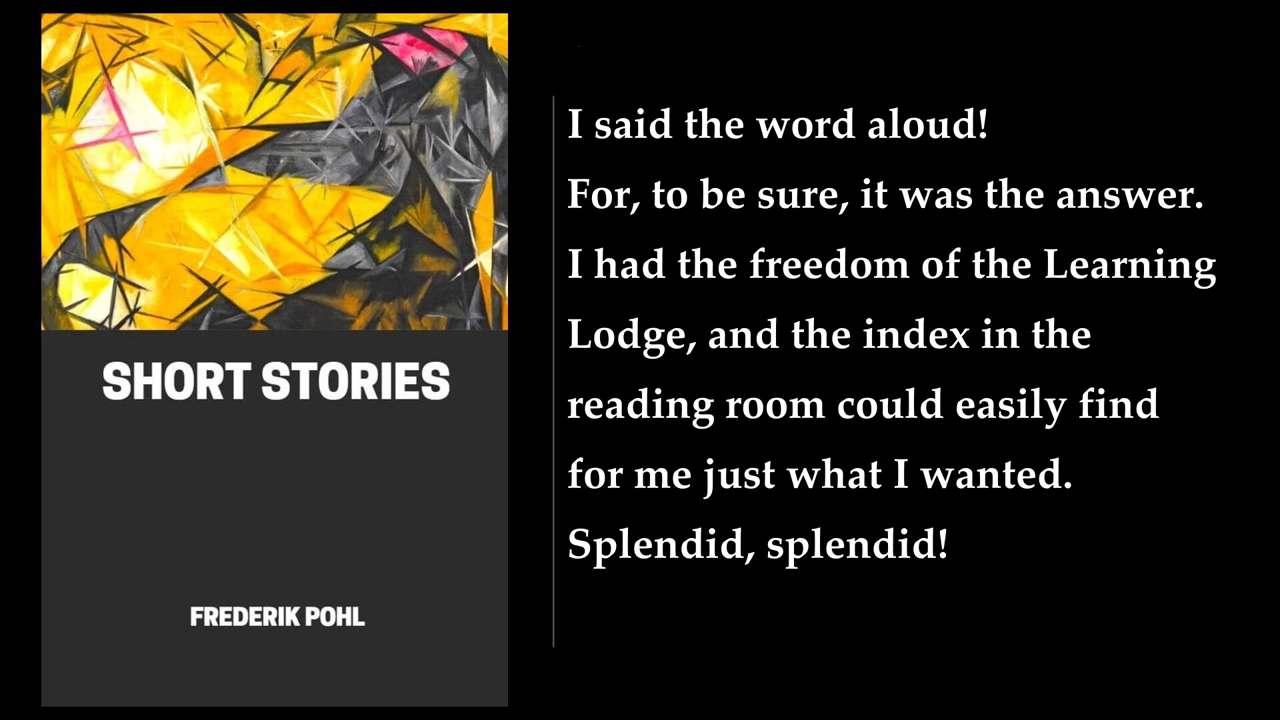 SHORT STORIES
FREDERIK POHL
I said the word aloud!
For, to be sure, it was the answer.
I had the freedom of the Learning
Lodge, and the index in the
reading room could easily find
for me just what I wanted.
Splendid, splendid!